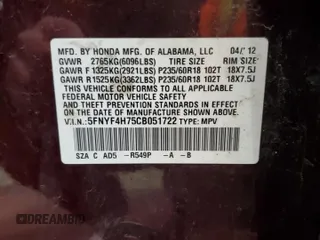 MFD. BY HONDA MFG. OF ALABAMA, LLC 04/12
GVWR 2765KG(6096LBS) TIRE SIZE RIM SIZE
GAWR F 1325KG(2921LBS) P235/60R18 102T 18X7.5J
GAWR R 1525KG(3362LBS) P235/60R18 102T 18X7.5J
THIS VEHICLE CONFORMS TO ALL APPLICABLE
FEDERAL MOTOR VEHICLE SAFETY AND THEFT
PREVENTION STANDARDS IN EFFECT ON THE DATE
OF MANUFACTURE SHOWN ABOVE.
V.I.N.: 5FNYF4H75CB051722 TYPE: MPV
SZA C AD5 -R549P -A -B
© DREAMBID